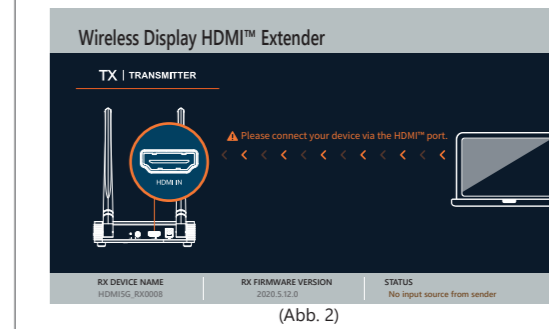 Wireless Display HDMI™ Extender
TX | TRANSMITTER
Please connect your device via the HDMI™ port.
HDMI IN
RX DEVICE NAME
HDMI5G_RX0008
RX FIRMWARE VERSION
2020.5.12.0
STATUS
No input source from sender
(Abb. 2)